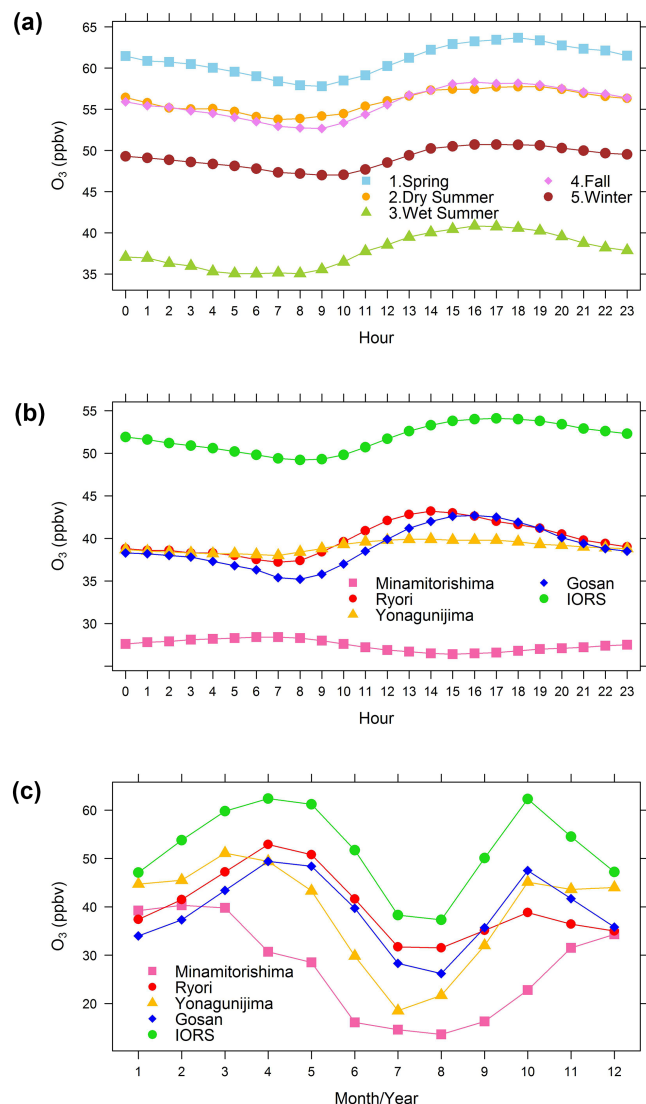 (a)
65
60
55
50
45
40
35
O₃ (ppbv)
1.Spring
2.Dry Summer
3.Wet Summer
4.Fall
5.Winter
0 1 2 3 4 5 6 7 8 9 10 11 12 13 14 15 16 17 18 19 20 21 22 23
Hour
(b)
55
50
43
40
35
30
O₃ (ppbv)
Minamitorishima
Ryori
Yonagunijima
Gosan
IORS
0 1 2 3 4 5 6 7 8 9 10 11 12 13 14 15 16 17 18 19 20 21 22 23
Hour
(c)
60
50
40
30
20
O₃ (ppbv)
Minamitorishima
Ryori
Yonagunijima
Gosan
IORS
1 2 3 4 5 6 7 8 9 10 11 12
Month/Year